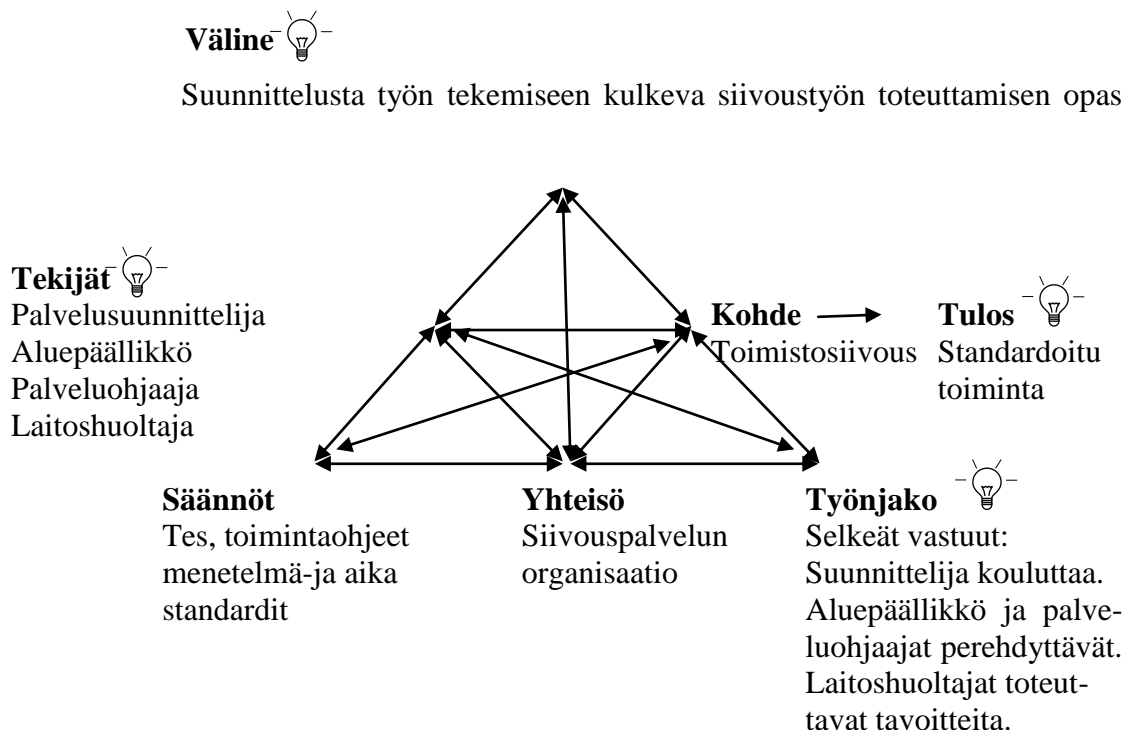 Väline
Suunnittelusta työn tekemiseen kulkeva siivoustyön toteuttamisen opas
Tekijät
Palvelusuunnittelija
Aluepäällikkö
Palveluohjaaja
Laitoshuoltaja
Kohde
Toimistosiivous
Tulos
Standardoitu
toiminta
Säännöt
Tes, toimintaohjeet
menetelmä-ja aika
standardit
Yhteisö
Siivouspalvelun
organisaatio
Työnjako
Selkeät vastuut:
Suunnittelija kouluttaa.
Aluepäällikkö ja palve-
luohjaajat perehdyttävät.
Laitoshuoltajat toteut-
tavat tavoitteita.